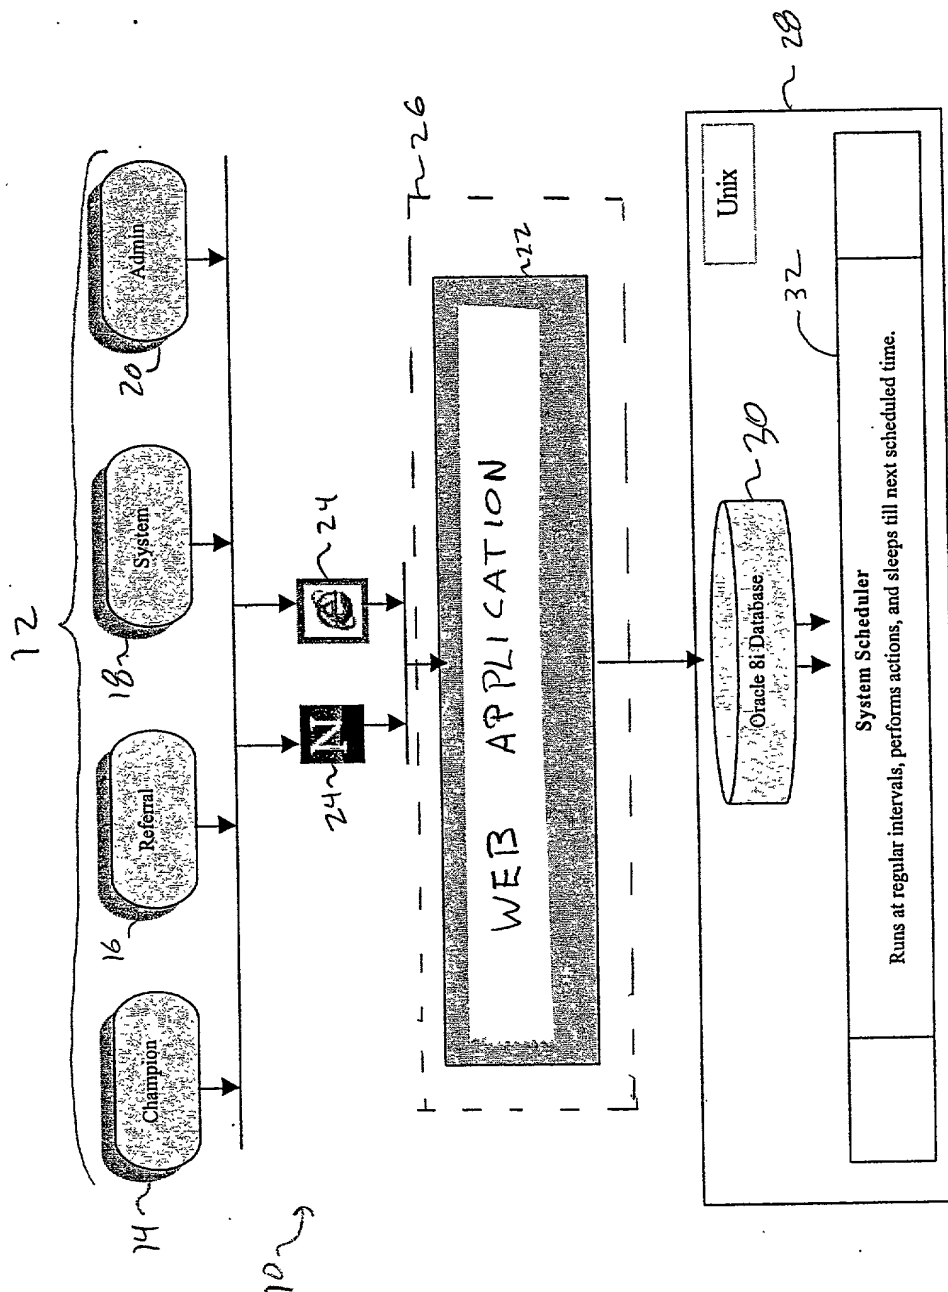 12
14
Champion
16
Referral
18
System
20
Admin
10
24
N
e
24
26
WEB APPLICATION
22
28
Unix
30
Oracle 8i Database
32
System Scheduler
Runs at regular intervals, performs actions, and sleeps till next scheduled time.